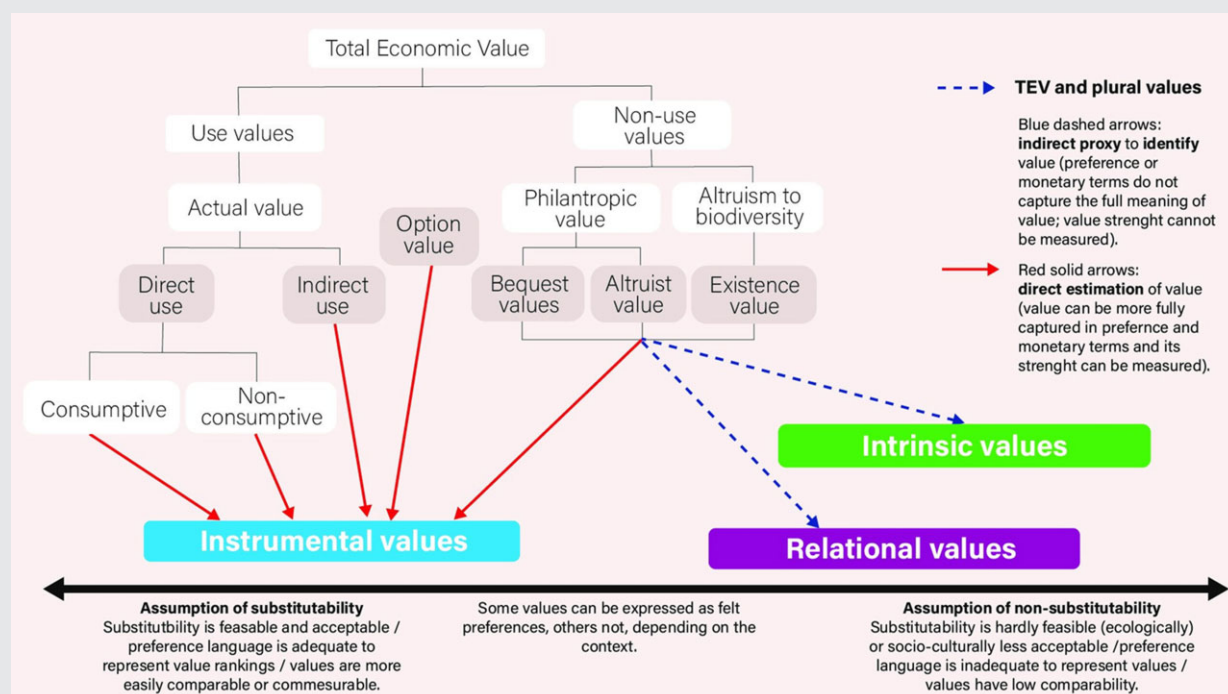 Total Economic Value
Use values
Non-use
values
Actual value
Option
value
Philantropic
value
Altruism to
biodiversity
Direct
use
Indirect
use
Bequest
values
Altruist
value
Existence
value
Consumptive
Non-
consumptive
TEV and plural values
Blue dashed arrows:
indirect proxy to identify
value (preference or
monetary terms do not
capture the full meaning of
value; value strenght cannot
be measured).
Red solid arrows:
direct estimation of value
(value can be more fully
captured in prefernce and
monetary terms and its
strenght can be measured).
Intrinsic values
Instrumental values
Relational values
Assumption of substitutability
Substitutbility is feasable and acceptable /
preference language is adequate to
represent value rankings / values are more
easily comparable or commesurable.
Some values can be expressed as felt
preferences, others not, depending on the
context.
Assumption of non-substitutability
Substitutability is hardly feasible (ecologically)
or socio-culturally less acceptable /preference
language is inadequate to represent values /
values have low comparability.